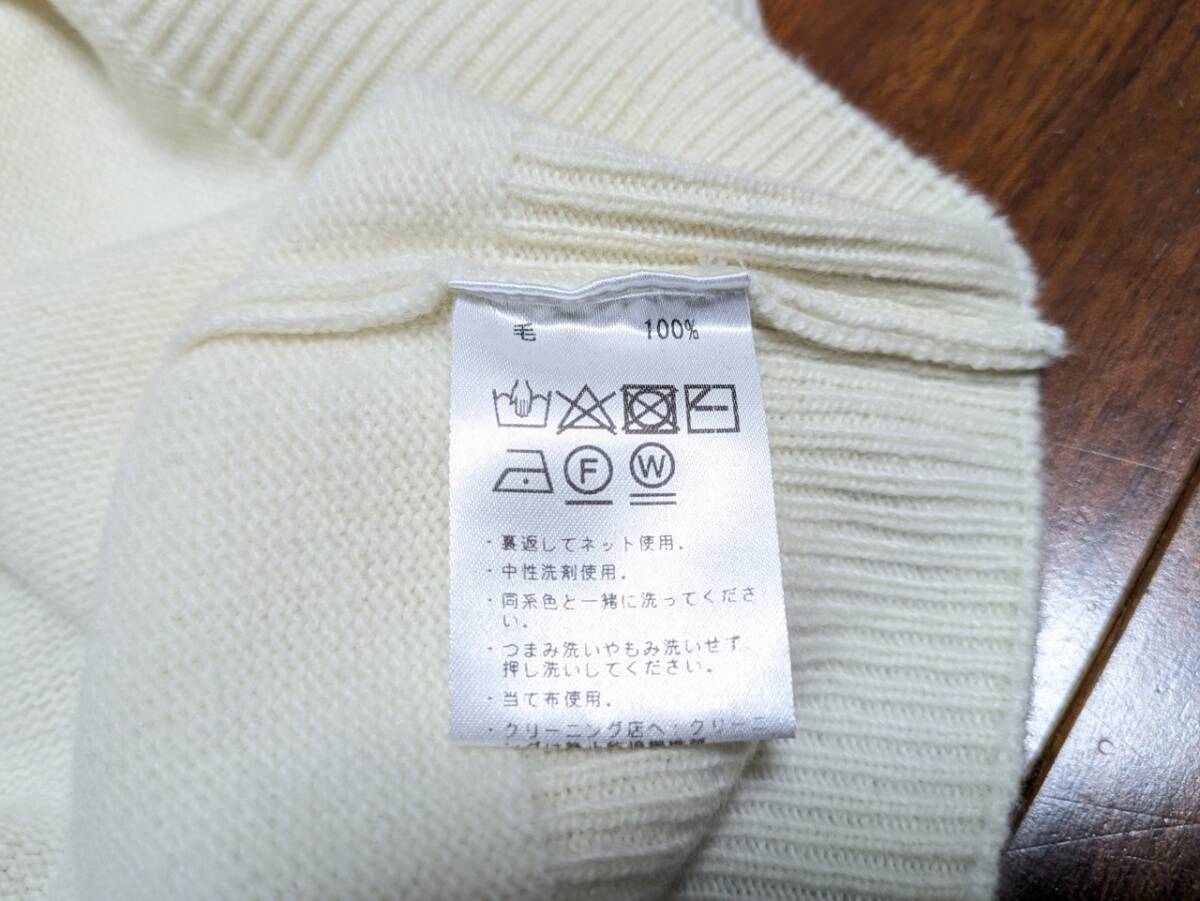 毛 100%
F W
・裏返してネット使用。
・中性洗剤使用。
・同系色と一緒に洗ってくださ
い。
・つまみ洗いやもみ洗いせず、
押し洗いしてください。
・当て布使用。
・クリーニング店へ・クリーニ